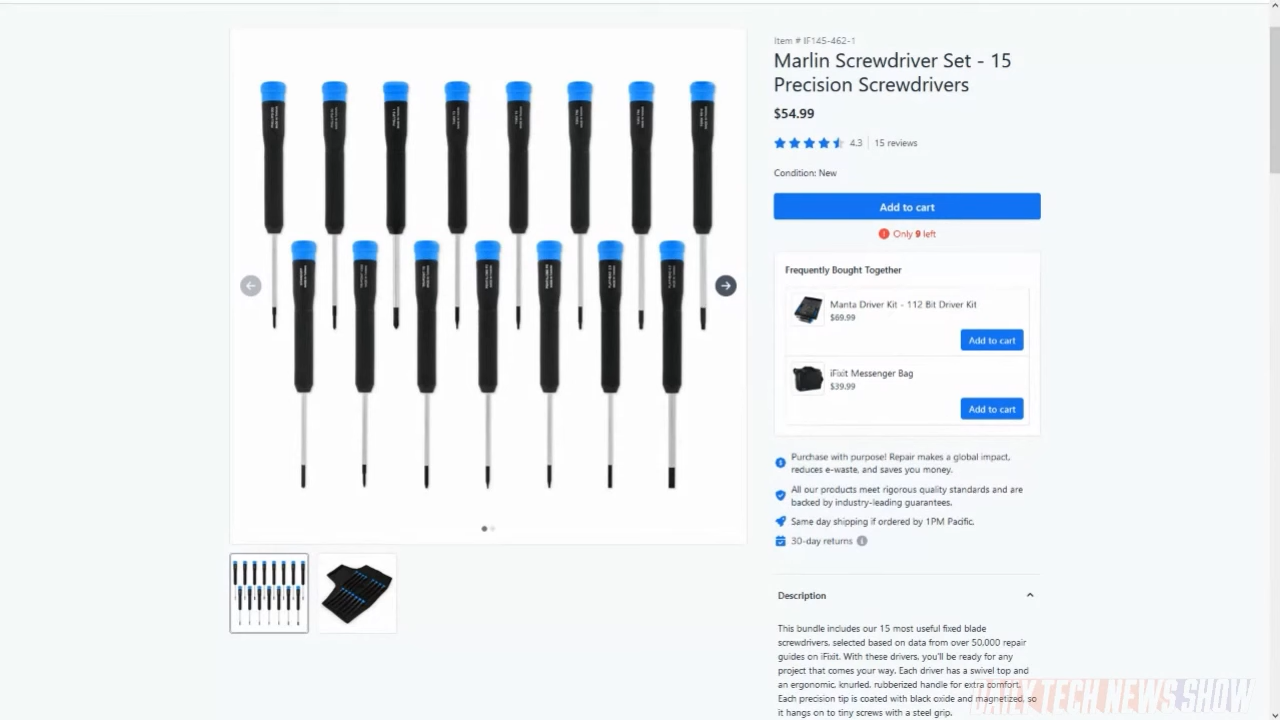 Item # IF145-462-1
Marlin Screwdriver Set - 15
Precision Screwdrivers
$54.99
4.3
15 reviews
Condition: New
Add to cart
Only 9 left
Frequently Bought Together
Manta Driver Kit - 112 Bit Driver Kit
$69.99
Add to cart
iFixit Messenger Bag
$39.99
Add to cart
Purchase with purpose! Repair makes a global impact,
reduces e-waste, and saves you money.
All our products meet rigorous quality standards and are
backed by industry-leading guarantees.
Same day shipping if ordered by 1PM Pacific.
30-day returns
Description
This bundle includes our 15 most useful fixed blade
screwdrivers, selected based on data from over 50,000 repair
guides on iFixit. With these drivers, you'll be ready for any
project that comes your way. Each driver has a swivel top and
an ergonomic, knurled, rubberized handle for extra comfort.
Each precision tip is coated with black oxide and magnetized, so
it hangs on to tiny screws with a steel grip.
DAILY TECH NEWS SHOW